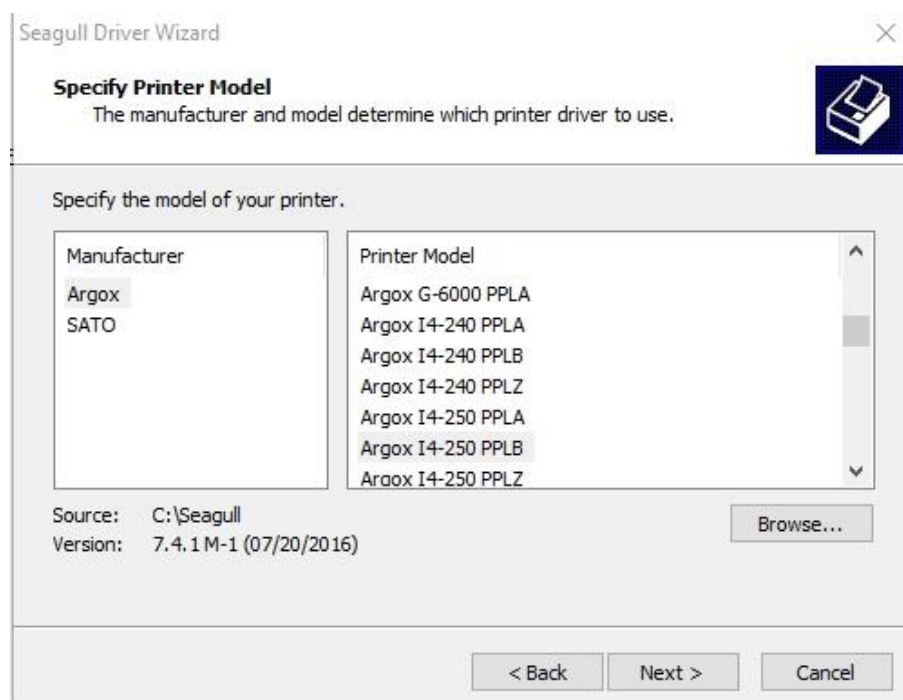 Seagull Driver Wizard
Specify Printer Model
The manufacturer and model determine which printer driver to use.
Specify the model of your printer.
Manufacturer
Argox
SATO
Printer Model
Argox G-6000 PPLA
Argox I4-240 PPLA
Argox I4-240 PPLB
Argox I4-240 PPLZ
Argox I4-250 PPLA
Argox I4-250 PPLB
Argox I4-250 PPLZ
Source: C:\Seagull
Version: 7.4.1 M-1 (07/20/2016)
Browse...
< Back Next > Cancel